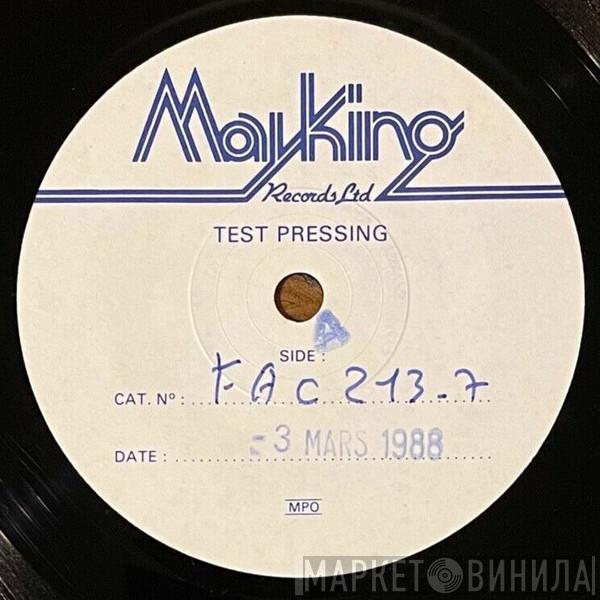 Mayking
Records Ltd
TEST PRESSING
A
SIDE :
CAT. Nº : FAC 213-7
DATE : -3 MARS 1988
MPO
МАРКЕТ ВИНИЛА